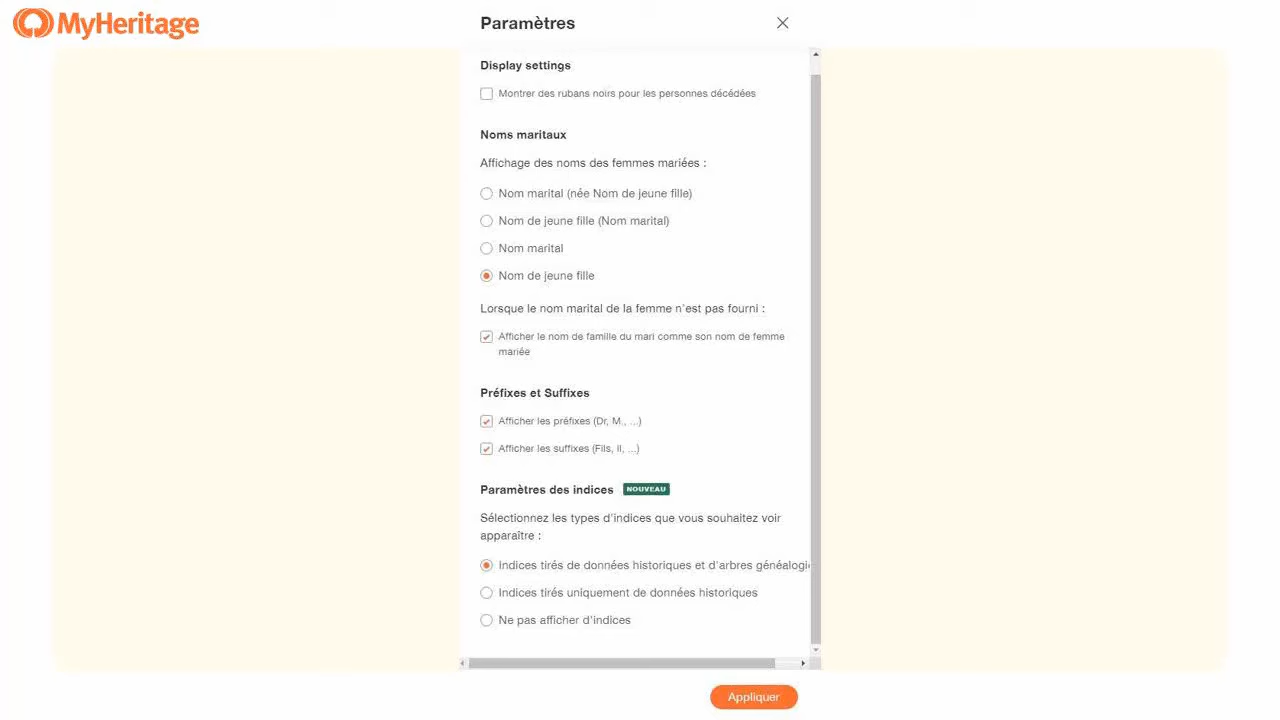 MyHeritage
Paramètres
Display settings
Montrer des rubans noirs pour les personnes décédées
Noms maritaux
Affichage des noms des femmes mariées :
Nom marital (née Nom de jeune fille)
Nom de jeune fille (Nom marital)
Nom marital
Nom de jeune fille
Lorsque le nom marital de la femme n'est pas fourni :
Afficher le nom de famille du mari comme son nom de femme
mariée
Préfixes et Suffixes
Afficher les préfixes (Dr, M., ...)
Afficher les suffixes (Fils, iI, ...)
Paramètres des indices NOUVEAU
Sélectionnez les types d'indices que vous souhaitez voir
apparaître :
Indices tirés de données historiques et d'arbres
Indices tirés uniquement de données historiques
Ne pas afficher d'indices
Appliquer